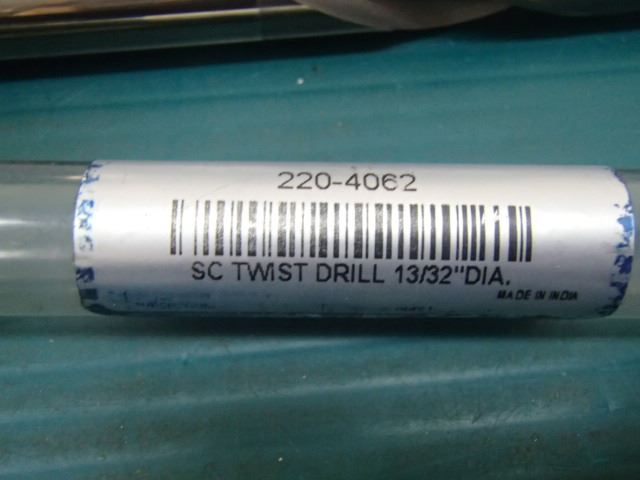 220-4062
SC TWIST DRILL 13/32"DIA.
MADE IN INDIA